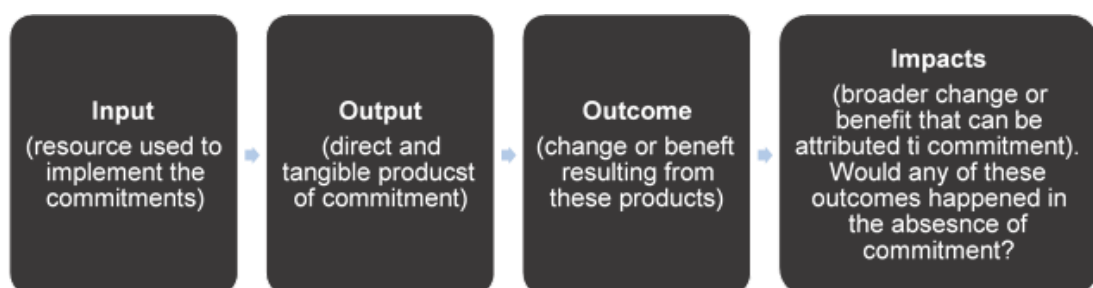 Input
(resource used to
implement the
commitments)
Output
(direct and
tangible producst
of commitment)
Outcome
(change or beneft
resulting from
these products)
Impacts
(broader change or
benefit that can be
attributed ti commitment).
Would any of these
outcomes happened in
the absesnce of
commitment?